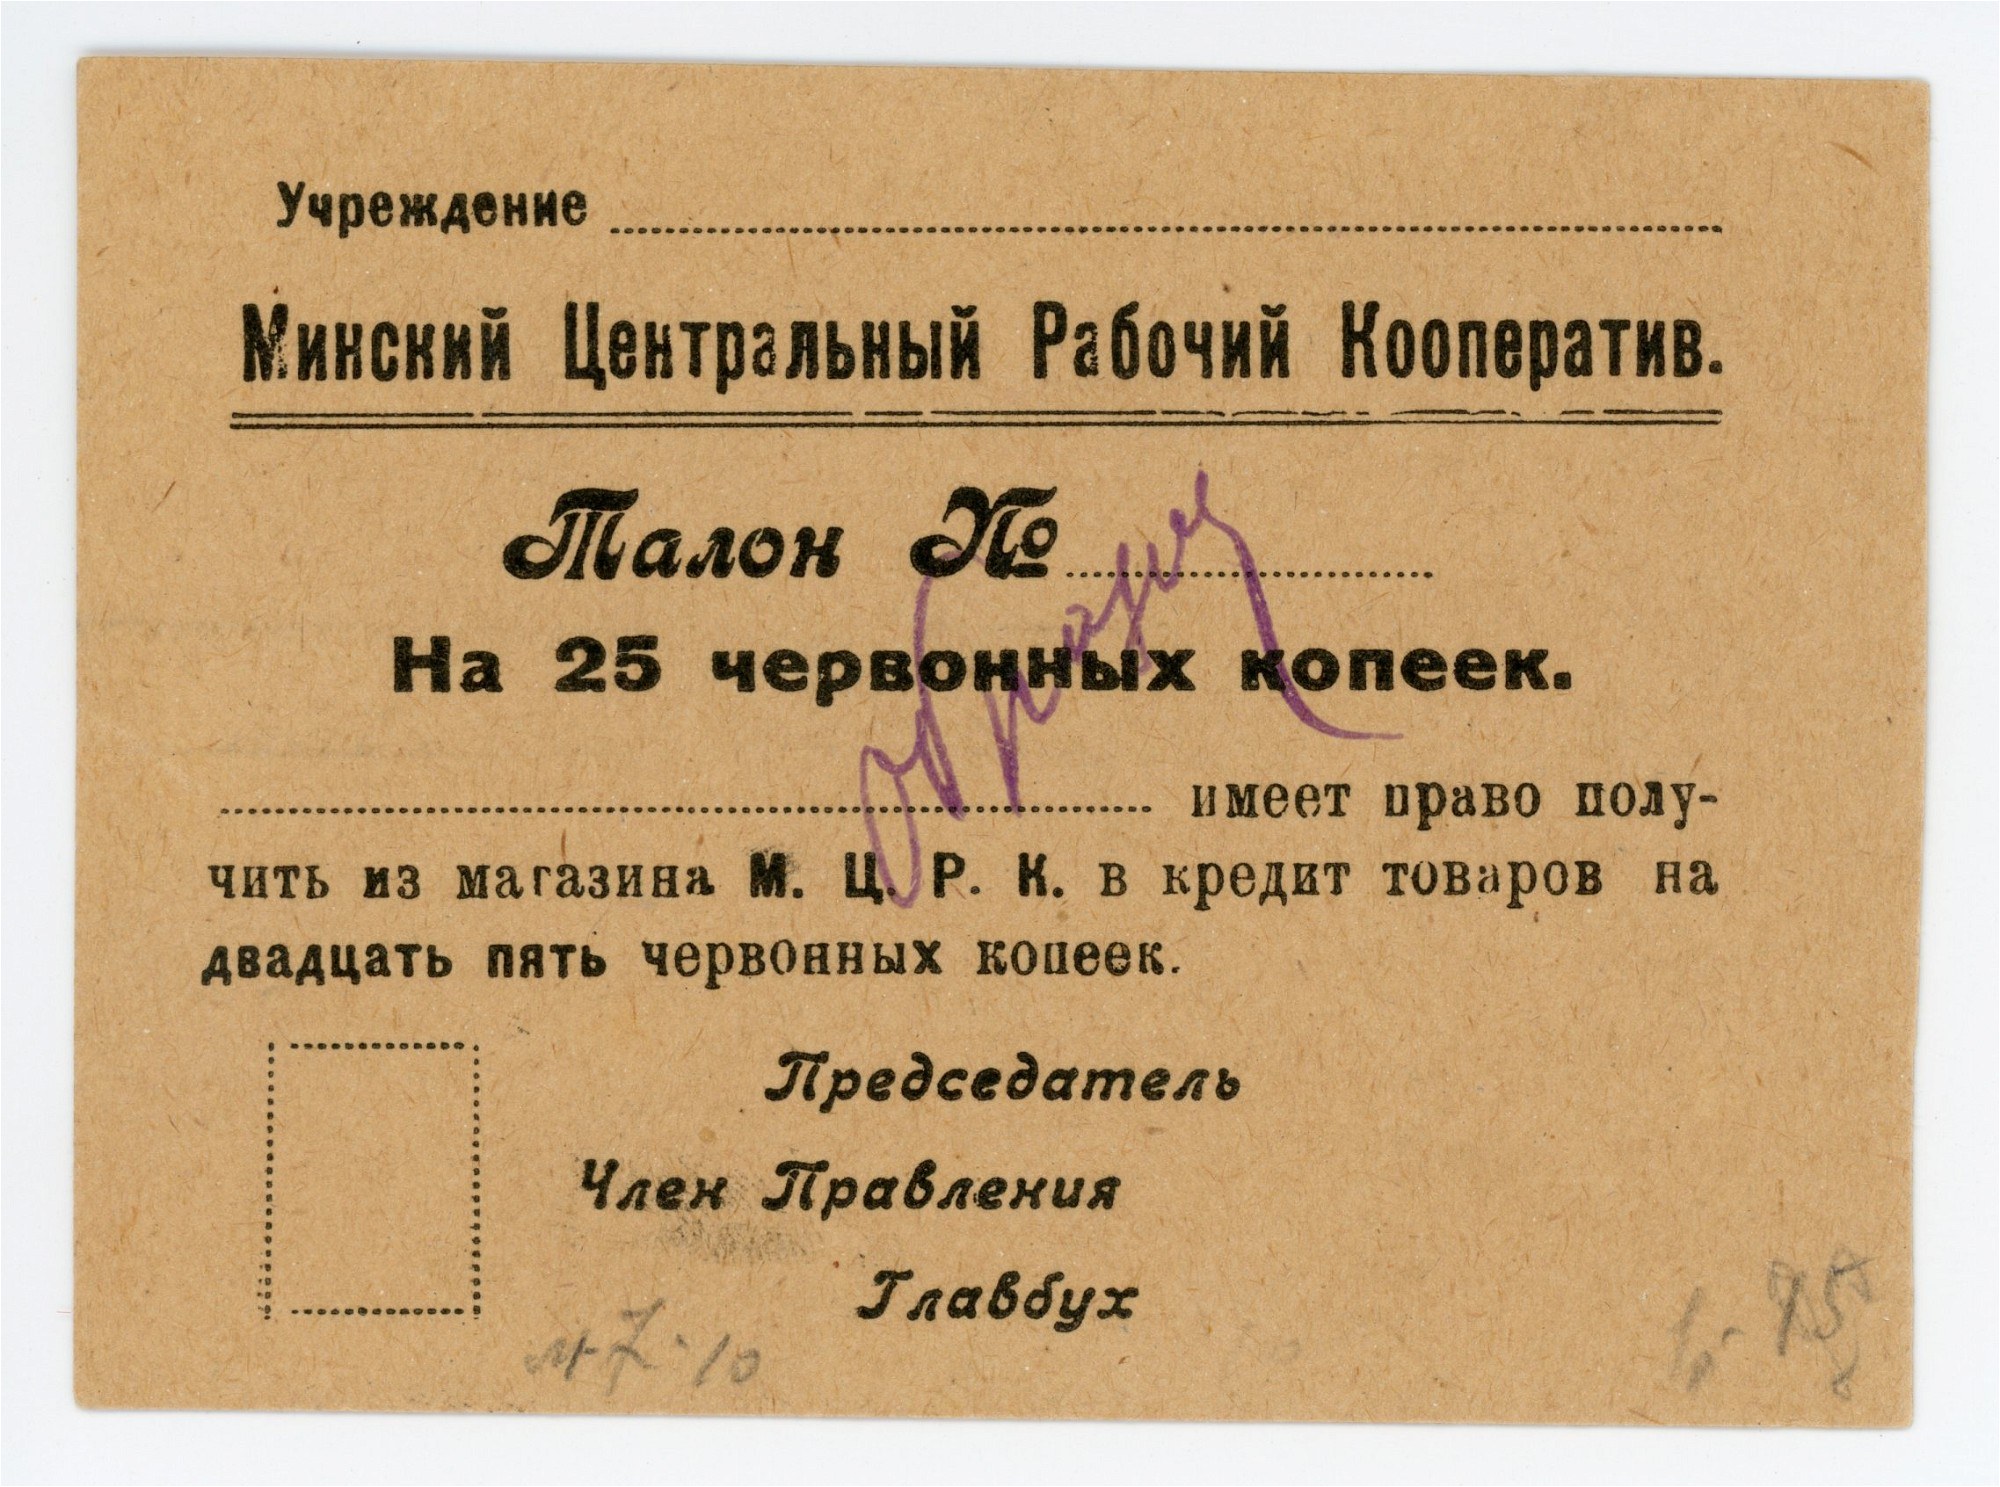 Учреждение
Минский Центральный Рабочий Кооператив.
Талон №
На 25 червонных копеек.
Образец
имеет право полу-
чить из магазина М. Ц. Р. К. в кредит товаров на
двадцать пять червонных копеек.
Председатель
Член Правления
Главбух